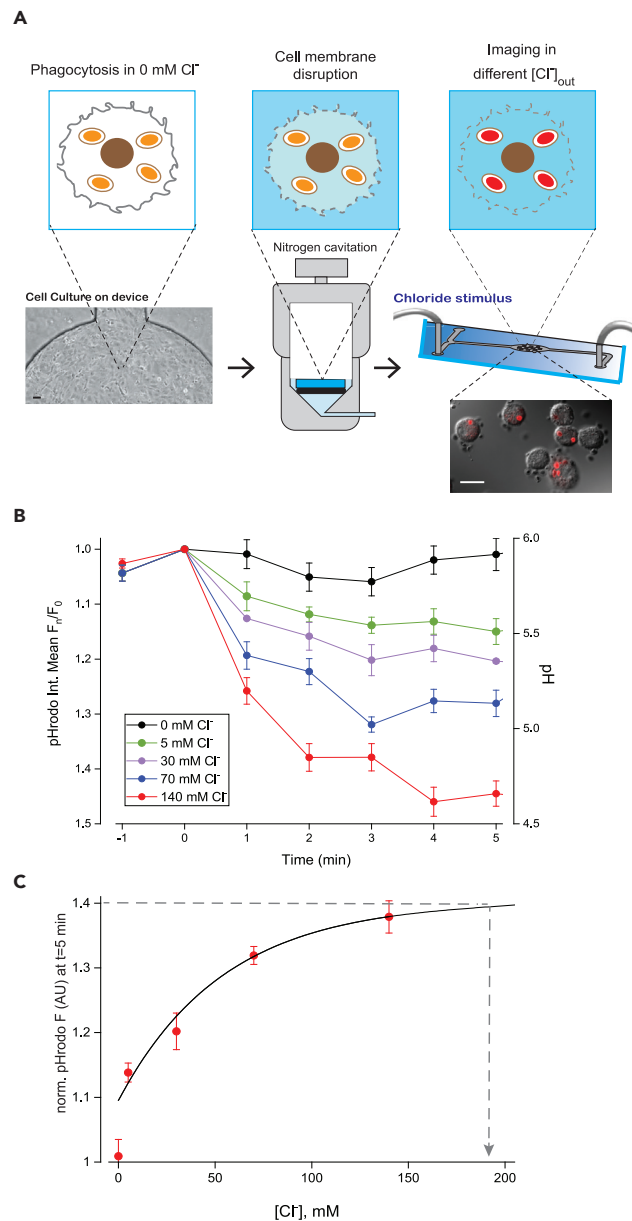 A
Phagocytosis in 0 mM Cl⁻
Cell membrane
disruption
Imaging in
different [Cl⁻]out
Nitrogen cavitation
Cell Culture on device
Chloride stimulus
B
pHrodo Int. Mean Fn/F0
1.0
1.1
1.2
1.3
1.4
1.5
0 mM Cl⁻
5 mM Cl⁻
30 mM Cl⁻
70 mM Cl⁻
140 mM Cl⁻
6.0
5.5
5.0
4.5
pH
-1
0
1
2
3
4
5
Time (min)
C
norm. pHrodo F (AU) at t=5 min
1.4
1.3
1.2
1.1
1
0
50
100
150
200
[Cl⁻], mM